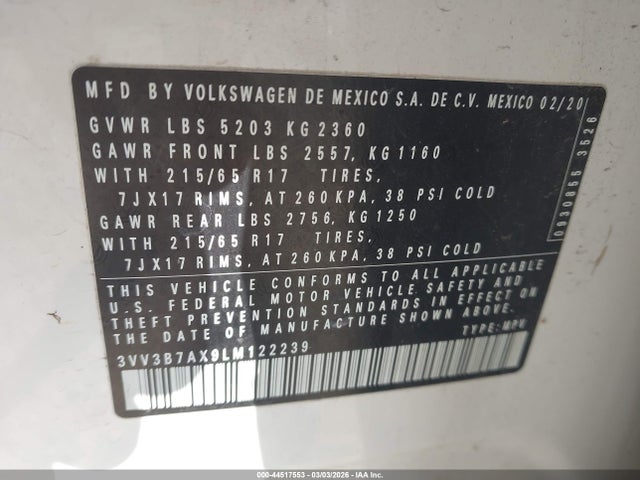 MFD BY VOLKSWAGEN DE MEXICO S.A. DE C.V. MEXICO 02/20
GVWR LBS 5203 KG 2360
GAWR FRONT LBS 2557, KG 1160
WITH 215/65 R17 TIRES,
7JX17 RIMS, AT 260 KPA, 38 PSI COLD
GAWR REAR LBS 2756, KG 1250
WITH 215/65 R17 TIRES,
7JX17 RIMS, AT 260 KPA, 38 PSI COLD
THIS VEHICLE CONFORMS TO ALL APPLICABLE
U.S. FEDERAL MOTOR VEHICLE SAFETY AND
THEFT PREVENTION STANDARDS IN EFFECT ON
THE DATE OF MANUFACTURE SHOWN ABOVE.
3VV3B7AX9LM122239 TYPE: MPV
0930855 3526
000-44517553 | 03/03/2026 - IAA Inc.